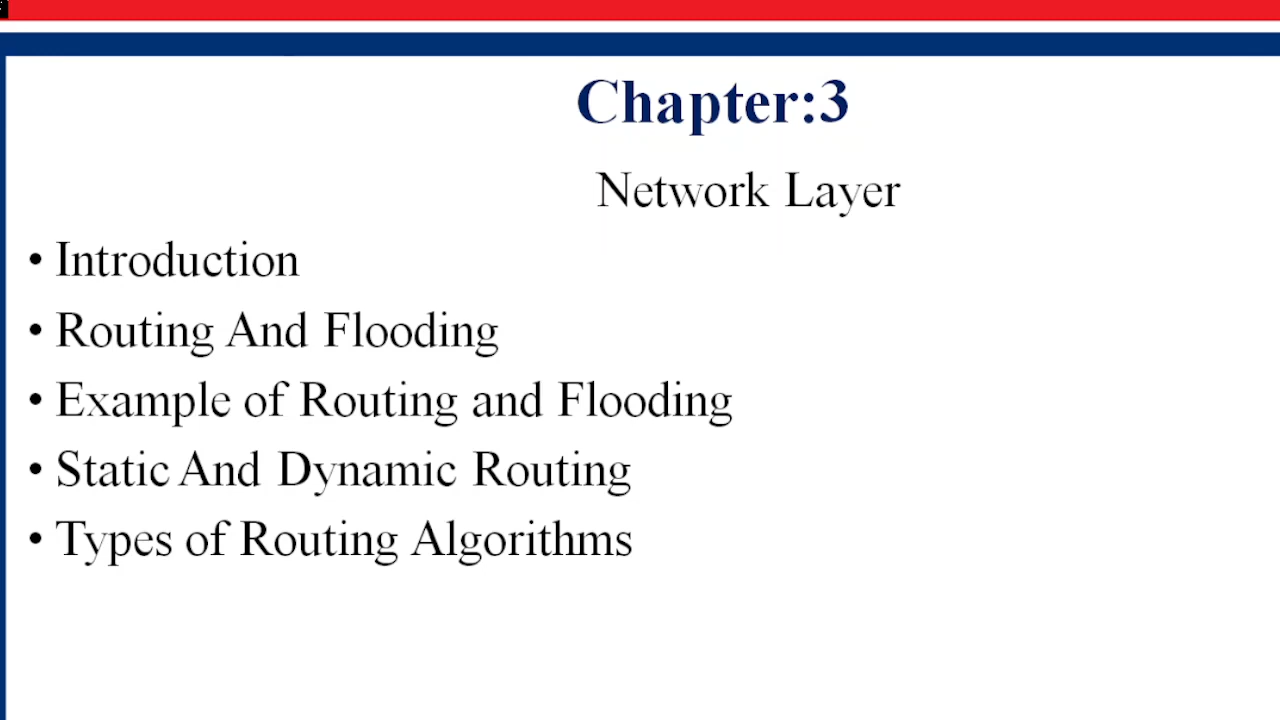 Chapter:3
Network Layer
• Introduction
• Routing And Flooding
• Example of Routing and Flooding
• Static And Dynamic Routing
• Types of Routing Algorithms